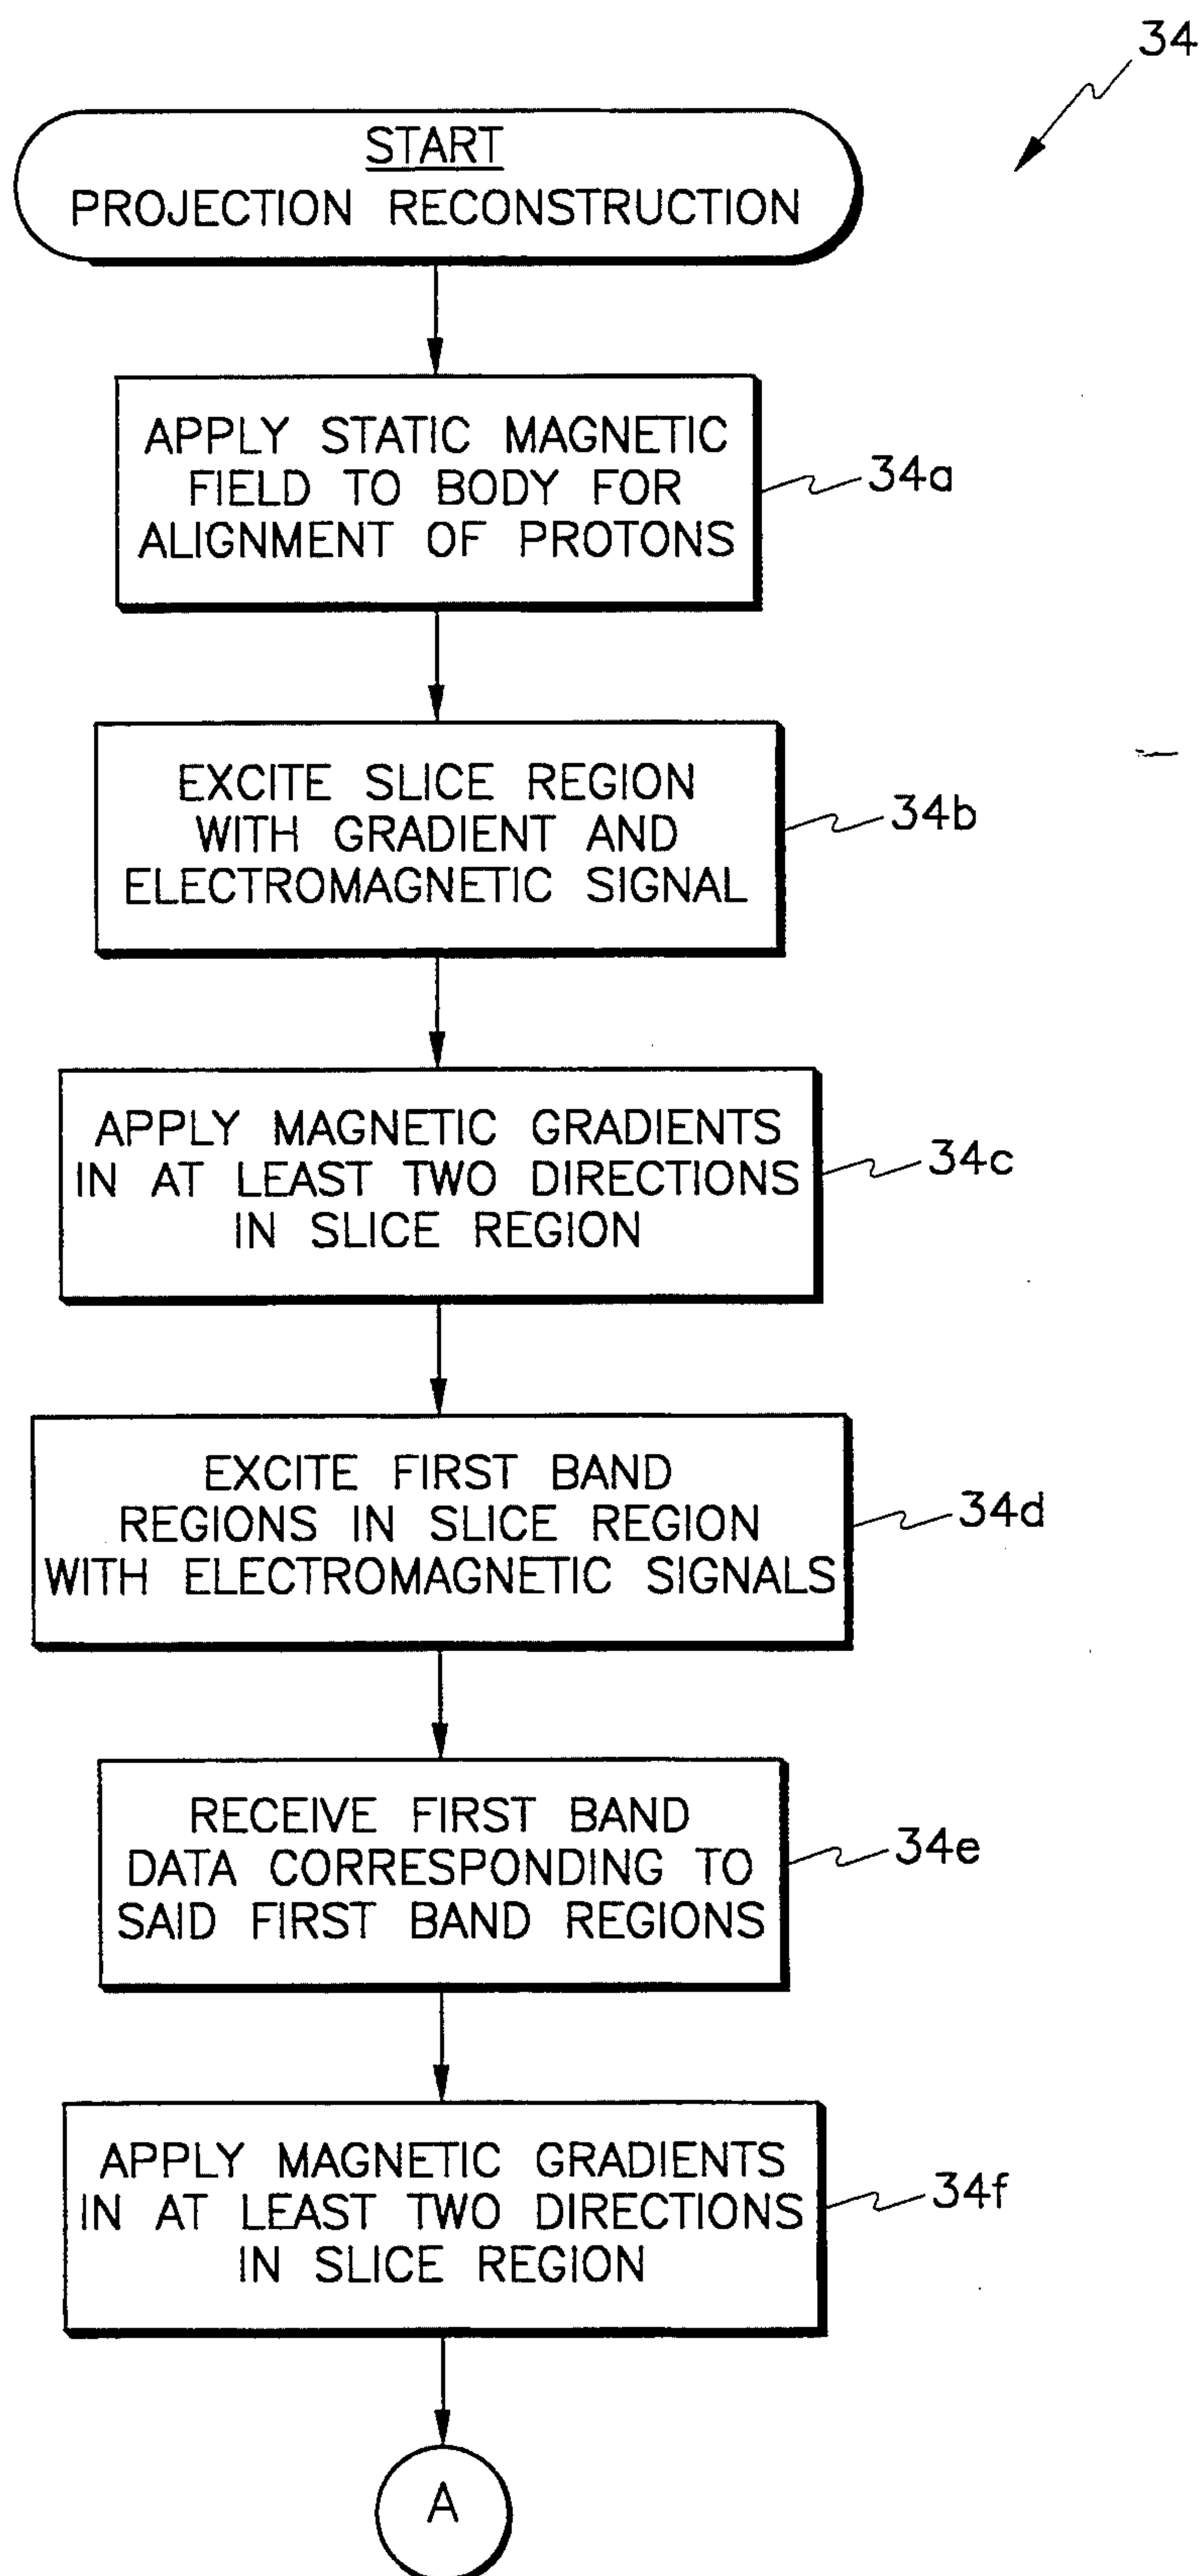 34
START
PROJECTION RECONSTRUCTION
APPLY STATIC MAGNETIC
FIELD TO BODY FOR
ALIGNMENT OF PROTONS
34a
EXCITE SLICE REGION
WITH GRADIENT AND
ELECTROMAGNETIC SIGNAL
34b
APPLY MAGNETIC GRADIENTS
IN AT LEAST TWO DIRECTIONS
IN SLICE REGION
34c
EXCITE FIRST BAND
REGIONS IN SLICE REGION
WITH ELECTROMAGNETIC SIGNALS
34d
RECEIVE FIRST BAND
DATA CORRESPONDING TO
SAID FIRST BAND REGIONS
34e
APPLY MAGNETIC GRADIENTS
IN AT LEAST TWO DIRECTIONS
IN SLICE REGION
34f
A